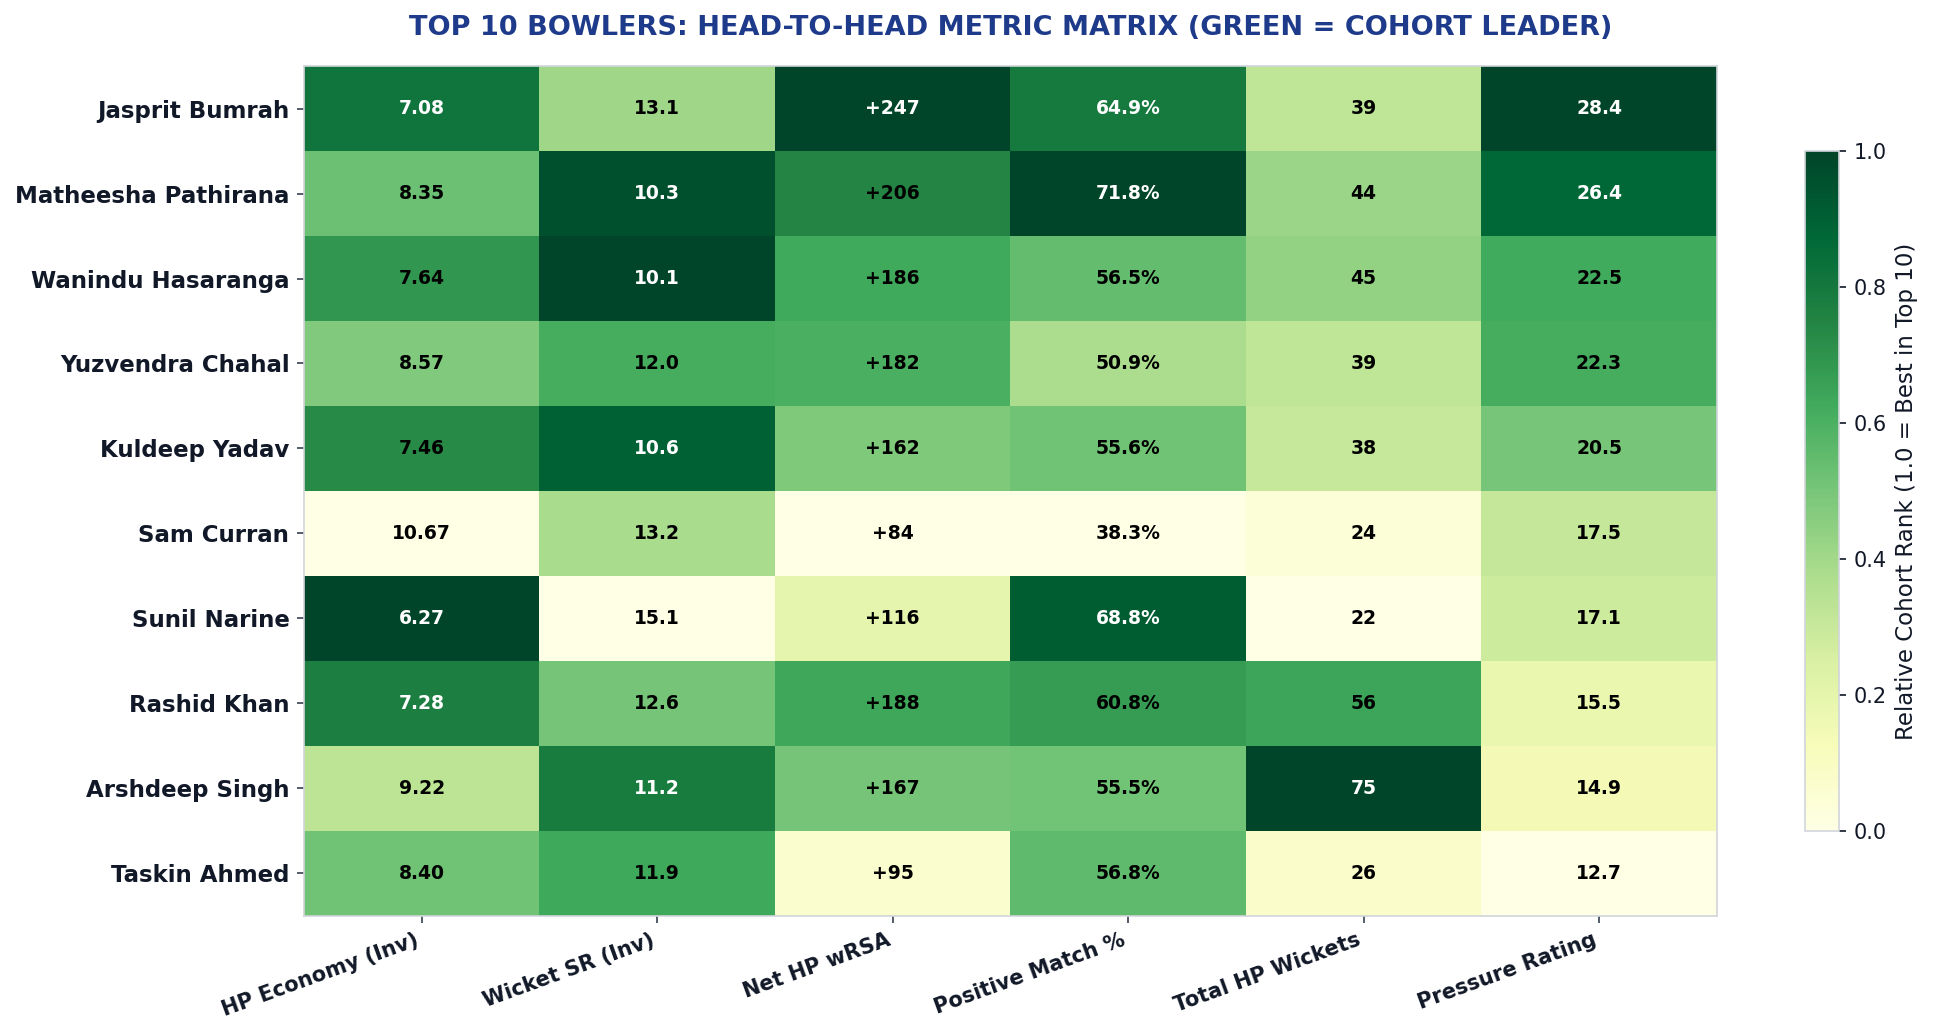 TOP 10 BOWLERS: HEAD-TO-HEAD METRIC MATRIX (GREEN = COHORT LEADER)
Jasprit Bumrah 7.08 13.1 +247 64.9% 39 28.4
Matheesha Pathirana 8.35 10.3 +206 71.8% 44 26.4
Wanindu Hasaranga 7.64 10.1 +186 56.5% 45 22.5
Yuzvendra Chahal 8.57 12.0 +182 50.9% 39 22.3
Kuldeep Yadav 7.46 10.6 +162 55.6% 38 20.5
Sam Curran 10.67 13.2 +84 38.3% 24 17.5
Sunil Narine 6.27 15.1 +116 68.8% 22 17.1
Rashid Khan 7.28 12.6 +188 60.8% 56 15.5
Arshdeep Singh 9.22 11.2 +167 55.5% 75 14.9
Taskin Ahmed 8.40 11.9 +95 56.8% 26 12.7
HP Economy (Inv) Wicket SR (Inv) Net HP wRSA Positive Match % Total HP Wickets Pressure Rating
1.0
0.8
0.6
0.4
0.2
0.0
Relative Cohort Rank (1.0 = Best in Top 10)